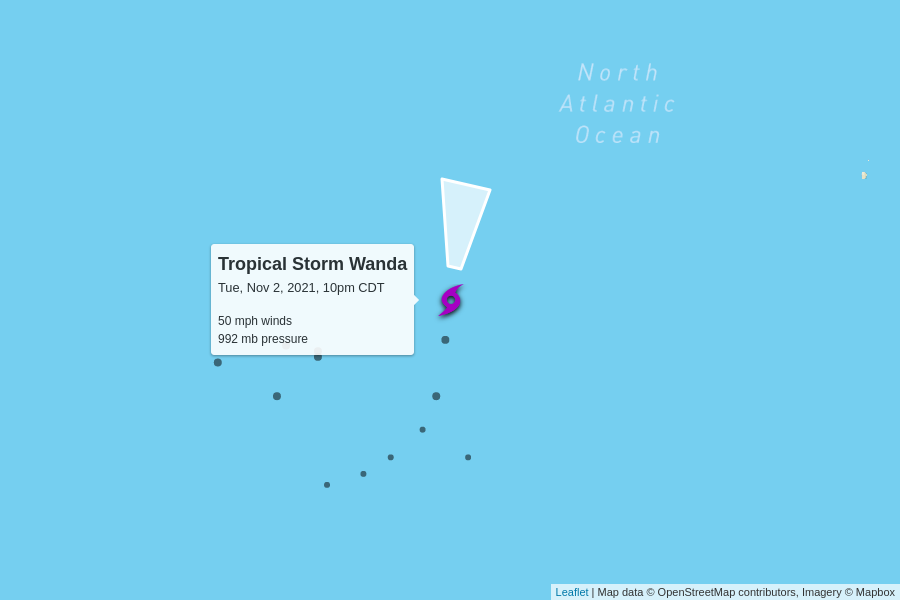 North
Atlantic
Ocean
Tropical Storm Wanda
Tue, Nov 2, 2021, 10pm CDT
50 mph winds
992 mb pressure
Leaflet | Map data © OpenStreetMap contributors, Imagery © Mapbox